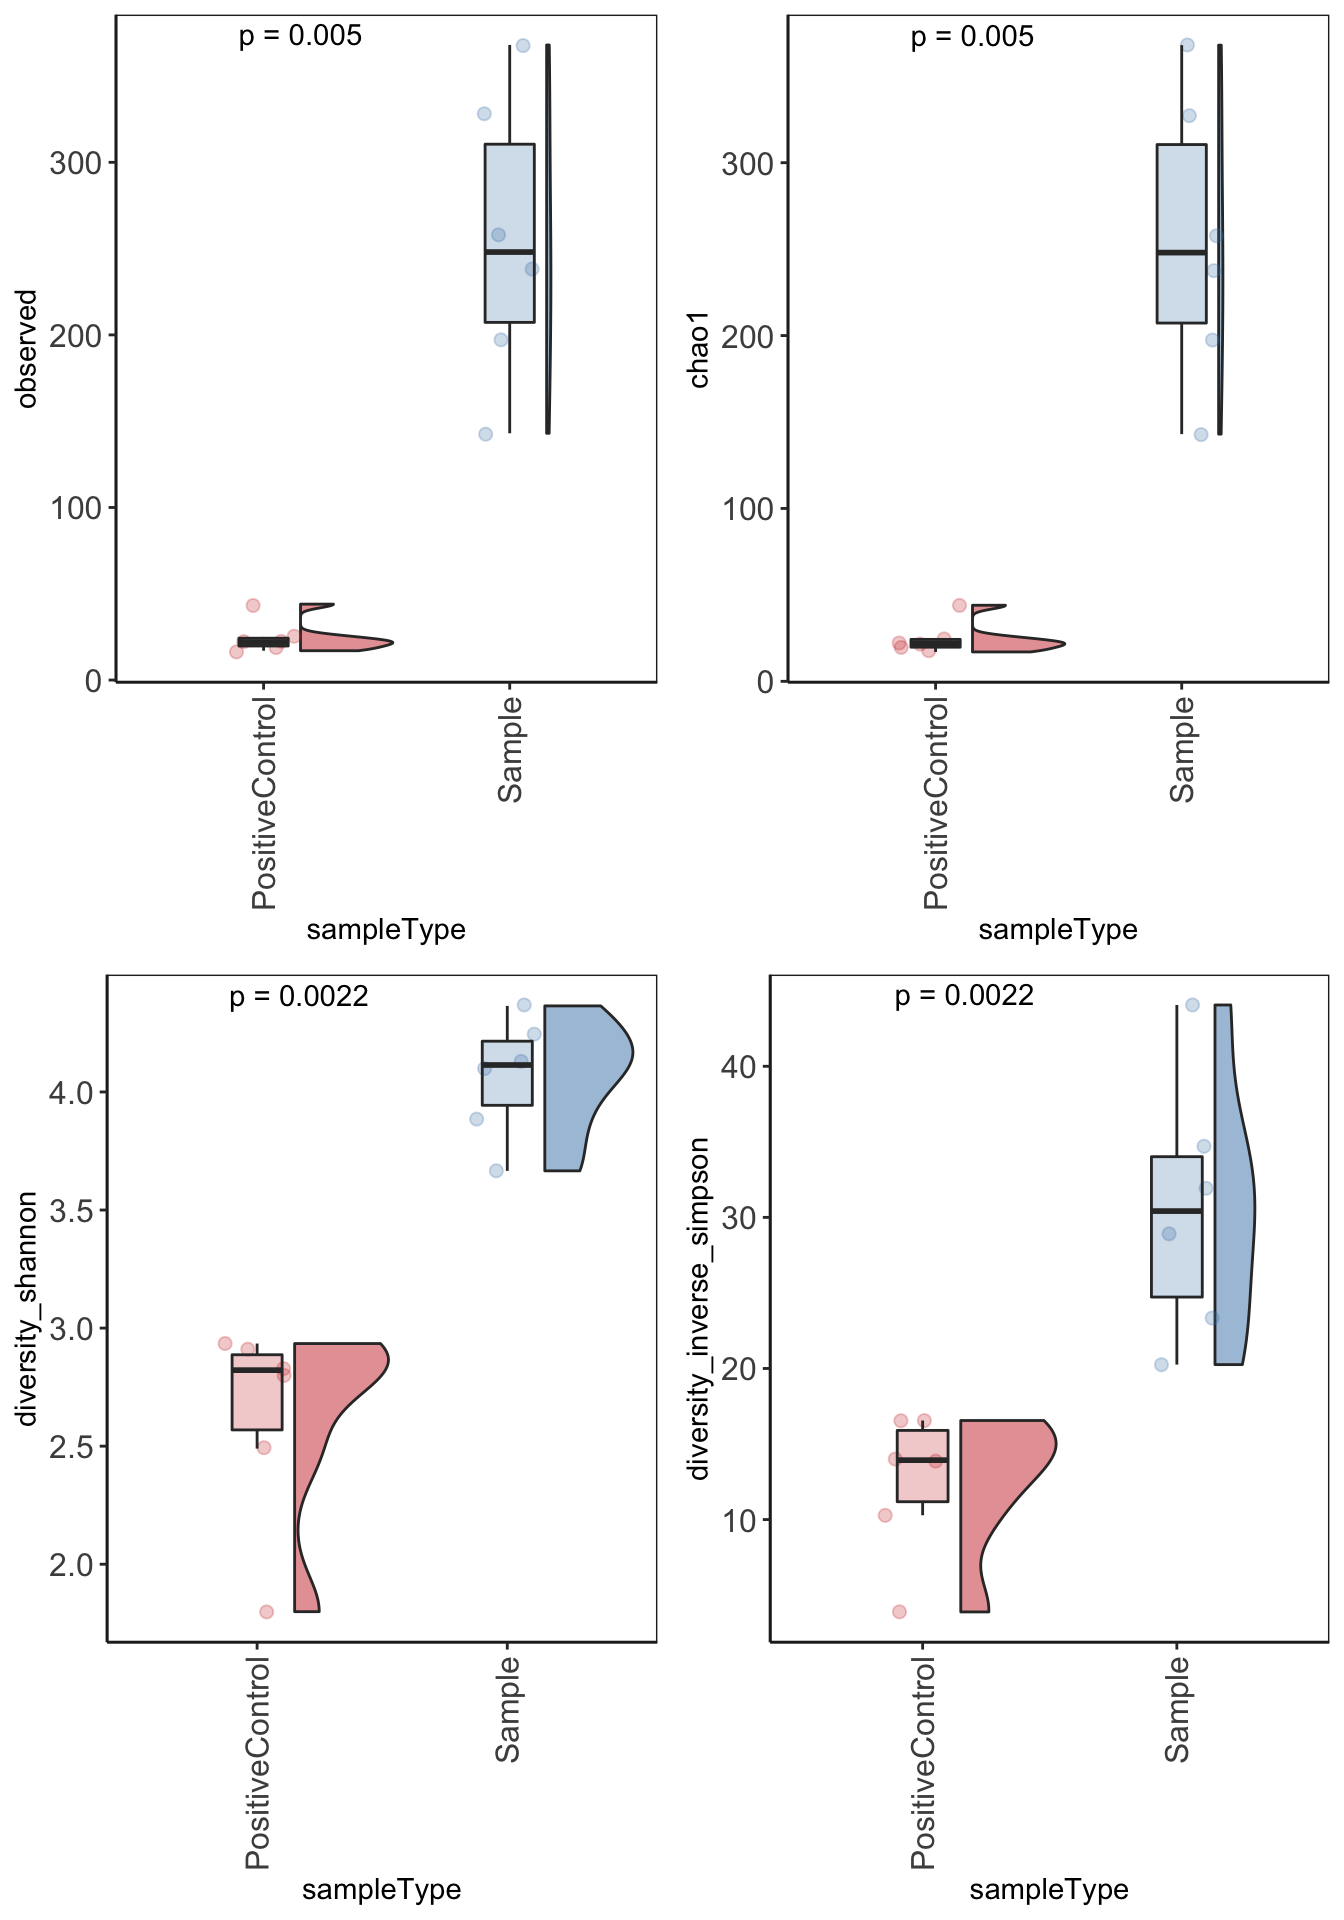 p = 0.005
observed
300
200
100
0
PositiveControl
Sample
sampleType
p = 0.005
chao1
300
200
100
0
PositiveControl
Sample
sampleType
p = 0.0022
diversity_shannon
4.0
3.5
3.0
2.5
2.0
PositiveControl
Sample
sampleType
p = 0.0022
diversity_inverse_simpson
40
30
20
10
PositiveControl
Sample
sampleType